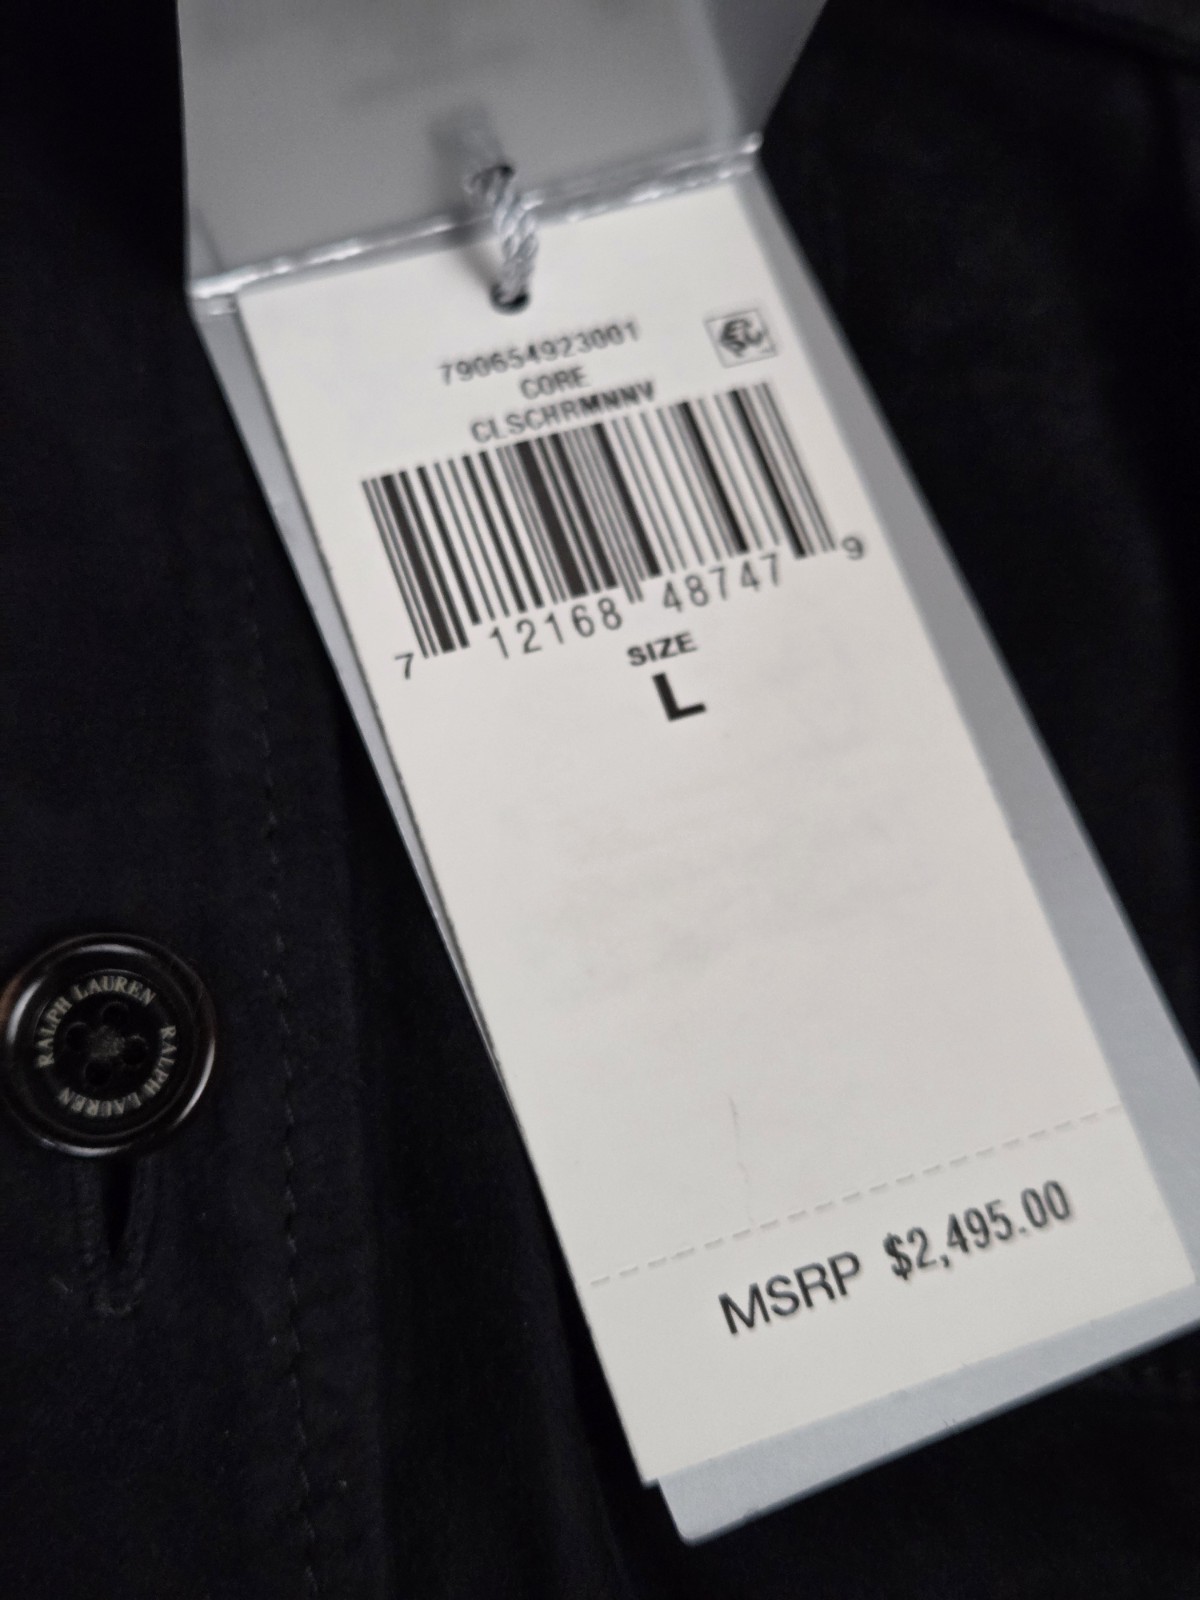 790654923001
CORE
CLSCHRMNNV
7 12168 48747 9
SIZE
L
MSRP $2,495.00
RALPH LAUREN RALPH LAUREN